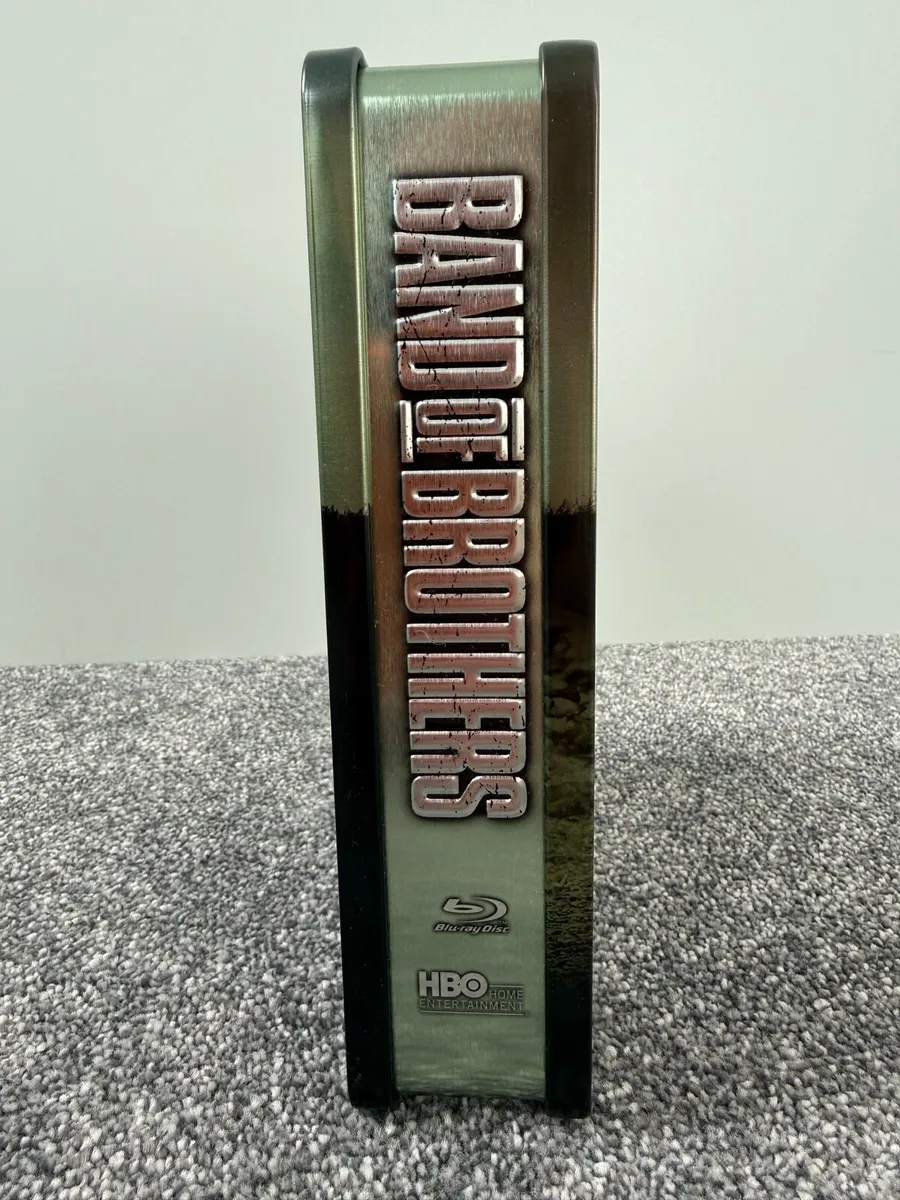 BAND OF BROTHERS
Blu-ray Disc
HBO HOME
ENTERTAINMENT